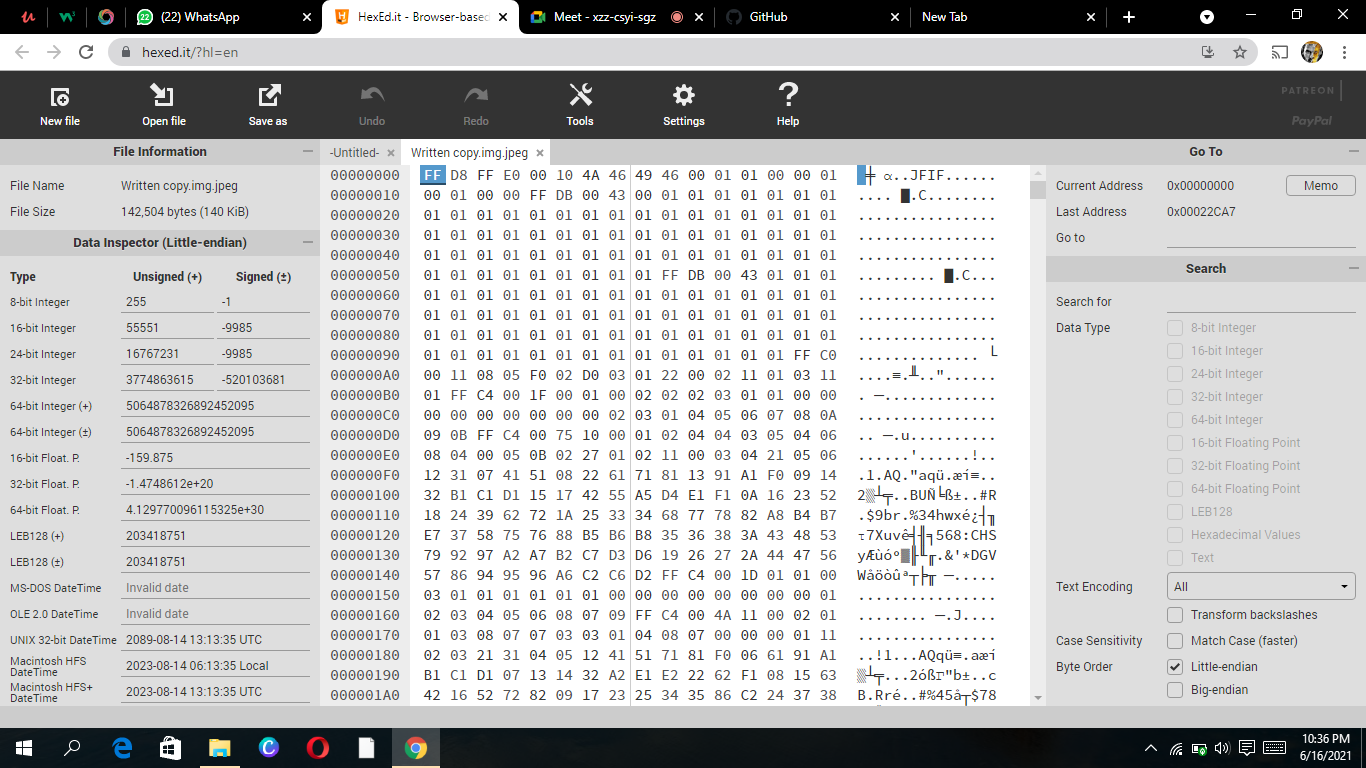 (22) WhatsApp
HexEd.it - Browser-based
Meet - xzz-csyi-sgz
GitHub
New Tab
hexed.it/?hl=en
New file
Open file
Save as
Undo
Redo
Tools
Settings
Help
PATREON
PayPal
File Information
File Name Written copy.img.jpeg
File Size 142,504 bytes (140 KiB)
Data Inspector (Little-endian)
Type Unsigned (+) Signed (±)
8-bit Integer 255 -1
16-bit Integer 55551 -9985
24-bit Integer 16767231 -9985
32-bit Integer 3774863615 -520103681
64-bit Integer (+) 5064878326892452095
64-bit Integer (±) 5064878326892452095
16-bit Float. P. -159.875
32-bit Float. P. -1.4748612e+20
64-bit Float. P. 4.129770096115325e+30
LEB128 (+) 203418751
LEB128 (±) 203418751
MS-DOS DateTime Invalid date
OLE 2.0 DateTime Invalid date
UNIX 32-bit DateTime 2089-08-14 13:13:35 UTC
Macintosh HFS DateTime 2023-08-14 06:13:35 Local
Macintosh HFS+ DateTime 2023-08-14 13:13:35 UTC
-Untitled-
Written copy.img.jpeg
00000000 FF D8 FF E0 00 10 4A 46 49 46 00 01 01 00 00 01
00000010 00 01 00 00 FF DB 00 43 00 01 01 01 01 01 01 01
00000020 01 01 01 01 01 01 01 01 01 01 01 01 01 01 01 01
00000030 01 01 01 01 01 01 01 01 01 01 01 01 01 01 01 01
00000040 01 01 01 01 01 01 01 01 01 01 01 01 01 01 01 01
00000050 01 01 01 01 01 01 01 01 01 FF DB 00 43 01 01 01
00000060 01 01 01 01 01 01 01 01 01 01 01 01 01 01 01 01
00000070 01 01 01 01 01 01 01 01 01 01 01 01 01 01 01 01
00000080 01 01 01 01 01 01 01 01 01 01 01 01 01 01 01 01
00000090 01 01 01 01 01 01 01 01 01 01 01 01 01 01 FF C0
000000A0 00 11 08 05 F0 02 D0 03 01 22 00 02 11 01 03 11
000000B0 01 FF C4 00 1F 00 01 00 02 02 02 03 01 01 00 00
000000C0 00 00 00 00 00 00 00 02 03 01 04 05 06 07 08 0A
000000D0 09 0B FF C4 00 75 10 00 01 02 04 04 03 05 04 06
000000E0 08 04 00 05 0B 02 27 01 02 11 00 03 04 21 05 06
000000F0 12 31 07 41 51 08 22 61 71 81 13 91 A1 F0 09 14
00000100 32 B1 C1 D1 15 17 42 55 A5 D4 E1 F1 0A 16 23 52
00000110 18 24 39 62 72 1A 25 33 34 68 77 78 82 A8 B4 B7
00000120 E7 37 58 75 76 88 B5 B6 B8 35 36 38 3A 43 48 53
00000130 79 92 97 A2 A7 B2 C7 D3 D6 19 26 27 2A 44 47 56
00000140 57 86 94 95 96 A6 C2 C6 D2 FF C4 00 1D 01 01 00
00000150 03 01 01 01 01 01 01 00 00 00 00 00 00 00 00 01
00000160 02 03 04 05 06 08 07 09 FF C4 00 4A 11 00 02 01
00000170 01 03 08 07 07 03 03 01 04 08 07 00 00 00 01 11
00000180 02 03 21 31 04 05 12 41 51 71 81 F0 06 61 91 A1
00000190 B1 C1 D1 07 13 14 32 A2 E1 E2 22 62 F1 08 15 63
000001A0 42 16 52 72 82 09 17 23 25 34 35 86 C2 24 37 38
Go To
Current Address 0x00000000 Memo
Last Address 0x00022CA7
Go to
Search
Search for
Data Type 8-bit Integer
16-bit Integer
24-bit Integer
32-bit Integer
64-bit Integer
16-bit Floating Point
32-bit Floating Point
64-bit Floating Point
LEB128
Hexadecimal Values
Text
Text Encoding All
Transform backslashes
Case Sensitivity Match Case (faster)
Byte Order Little-endian
Big-endian
10:36 PM
6/16/2021